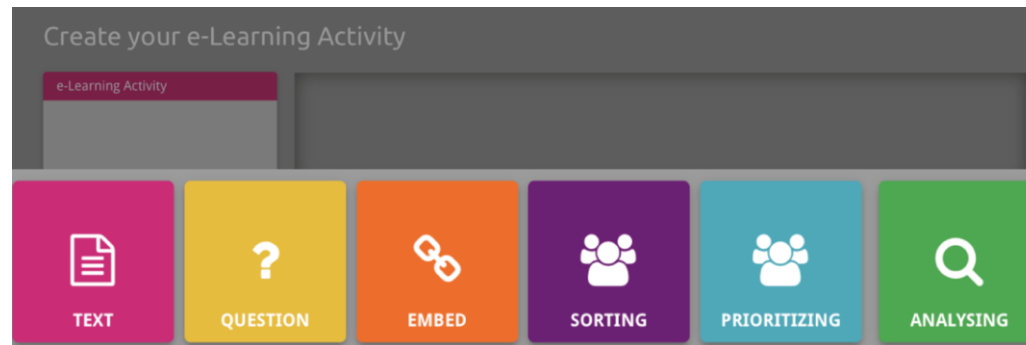 Create your e-Learning Activity
e-Learning Activity
TEXT
QUESTION
EMBED
SORTING
PRIORITIZING
ANALYSING